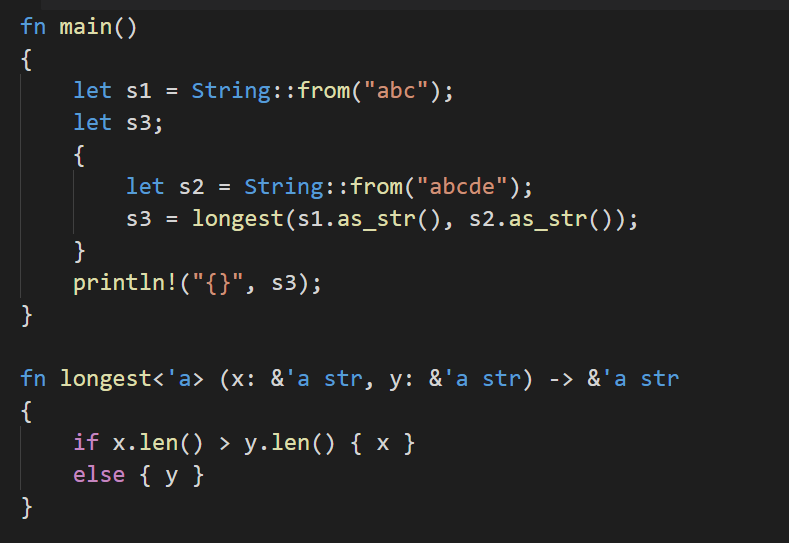 fn main()
{
    let s1 = String::from("abc");
    let s3;
    {
        let s2 = String::from("abcde");
        s3 = longest(s1.as_str(), s2.as_str());
    }
    println!("{}", s3);
}

fn longest<'a> (x: &'a str, y: &'a str) -> &'a str
{
    if x.len() > y.len() { x }
    else { y }
}